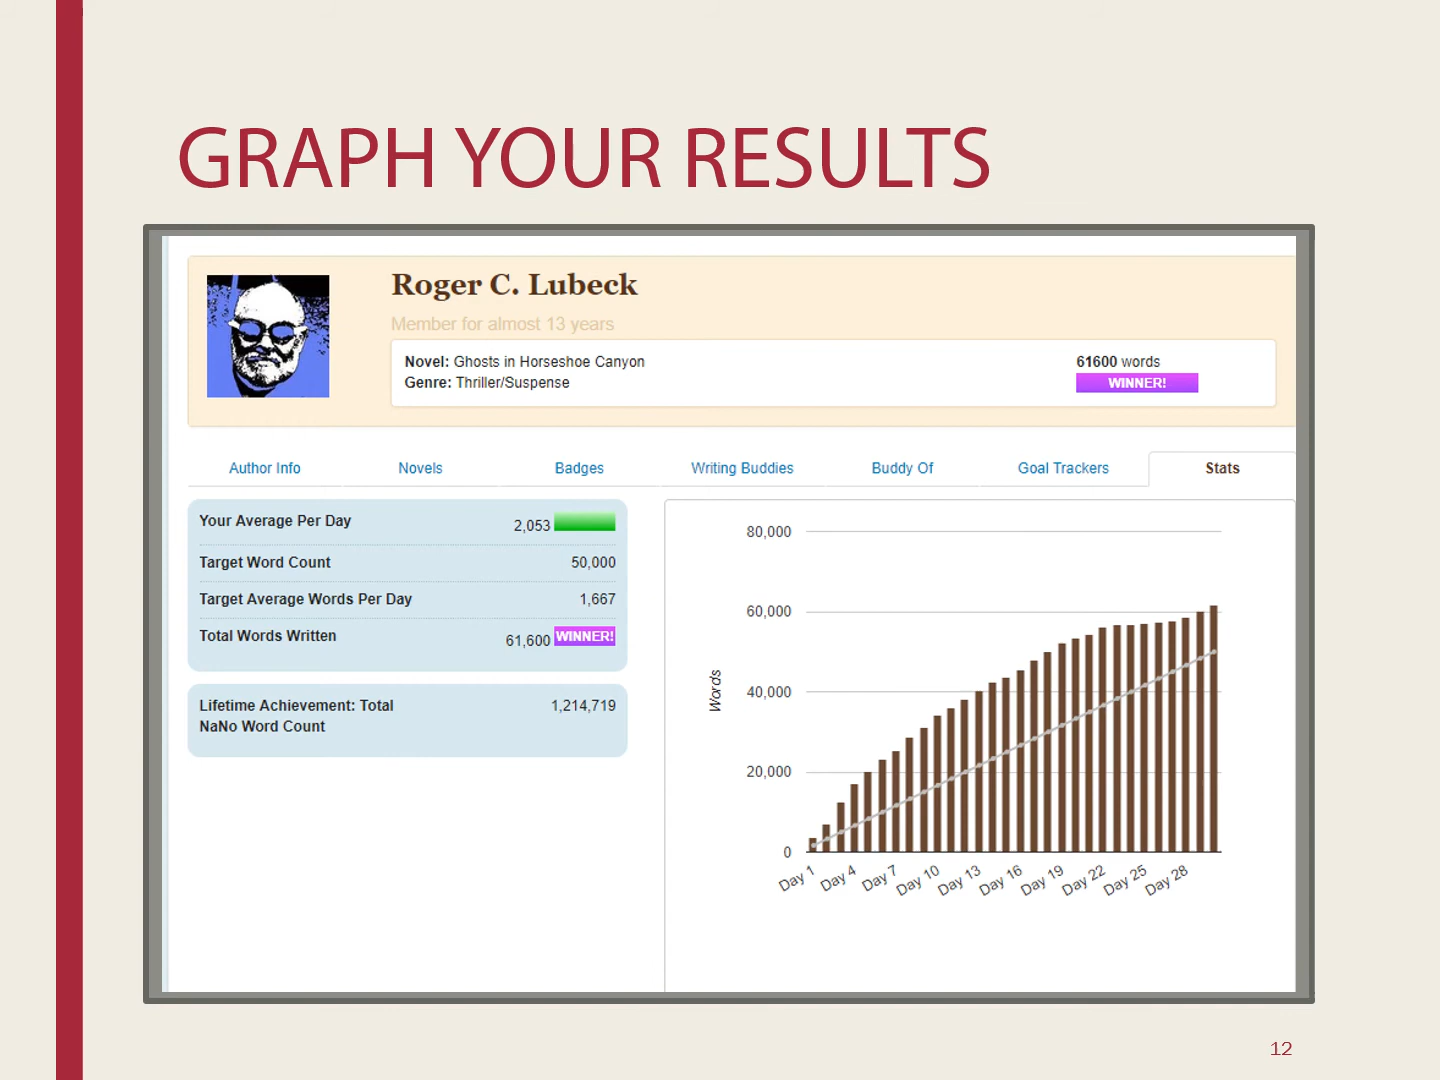 GRAPH YOUR RESULTS
Roger C. Lubeck
Member for almost 13 years
Novel: Ghosts in Horseshoe Canyon
Genre: Thriller/Suspense
61600 words
WINNER!
Author Info
Novels
Badges
Writing Buddies
Buddy Of
Goal Trackers
Stats
Your Average Per Day 2,053
Target Word Count 50,000
Target Average Words Per Day 1,667
Total Words Written 61,600 WINNER!
Lifetime Achievement: Total 1,214,719
NaNo Word Count
80,000
60,000
40,000
20,000
0
Words
Day 1
Day 4
Day 7
Day 10
Day 13
Day 16
Day 19
Day 22
Day 25
Day 28
12